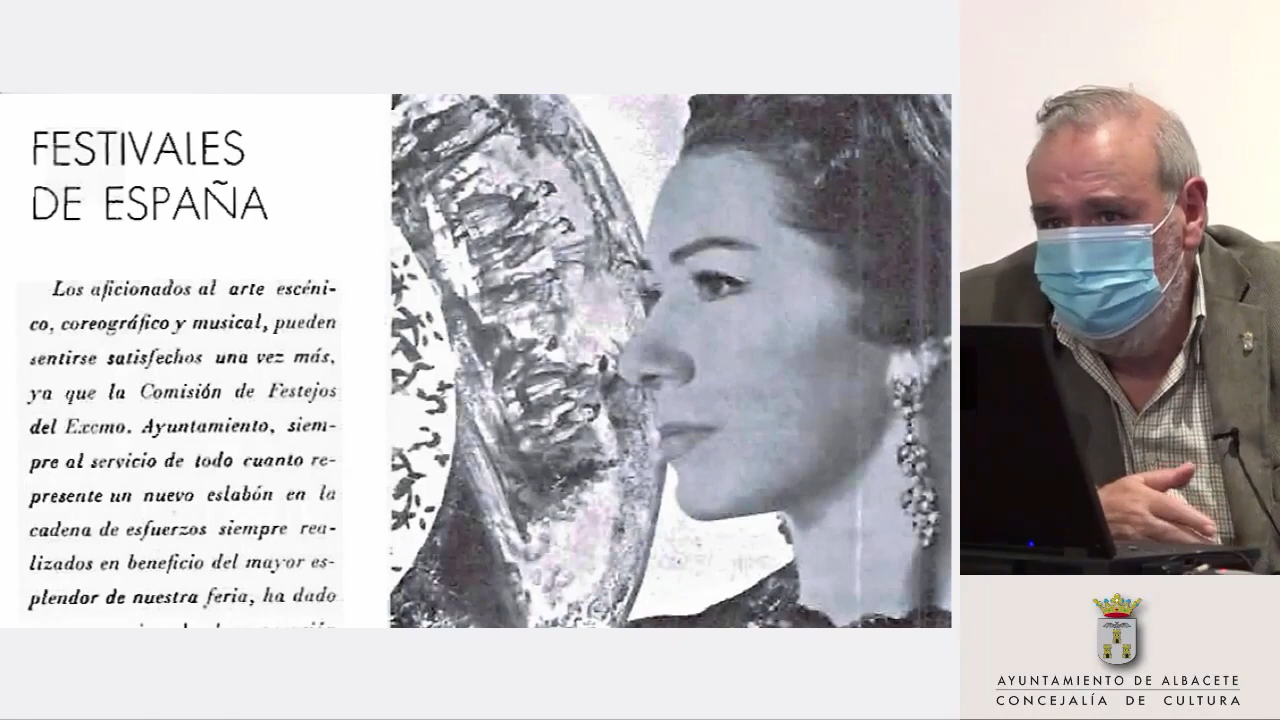 FESTIVALES
DE ESPAÑA
Los aficionados al arte escéni-
co, coreográfico y musical, pueden
sentirse satisfechos una vez más,
ya que la Comisión de Festejos
del Excmo. Ayuntamiento, siem-
pre al servicio de todo cuanto re-
presente un nuevo eslabón en la
cadena de esfuerzos siempre rea-
lizados en beneficio del mayor es-
plendor de nuestra feria, ha dado
AYUNTAMIENTO DE ALBACETE
CONCEJALÍA DE CULTURA